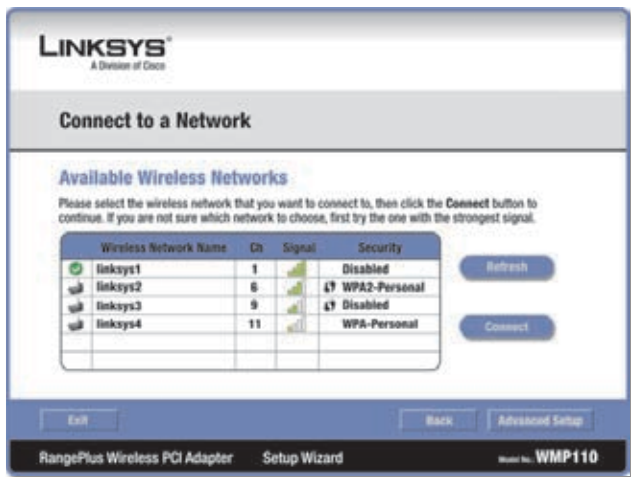 LINKSYS®
A Division of Cisco
Connect to a Network
Available Wireless Networks
Please select the wireless network that you want to connect to, then click the Connect button to
continue. If you are not sure which network to choose, first try the one with the strongest signal.
Wireless Network Name Ch Signal Security
linksys1 1 Disabled
linksys2 6 WPA2-Personal
linksys3 9 Disabled
linksys4 11 WPA-Personal
Refresh
Connect
Exit Back Advanced Setup
RangePlus Wireless PCI Adapter Setup Wizard Model No. WMP110